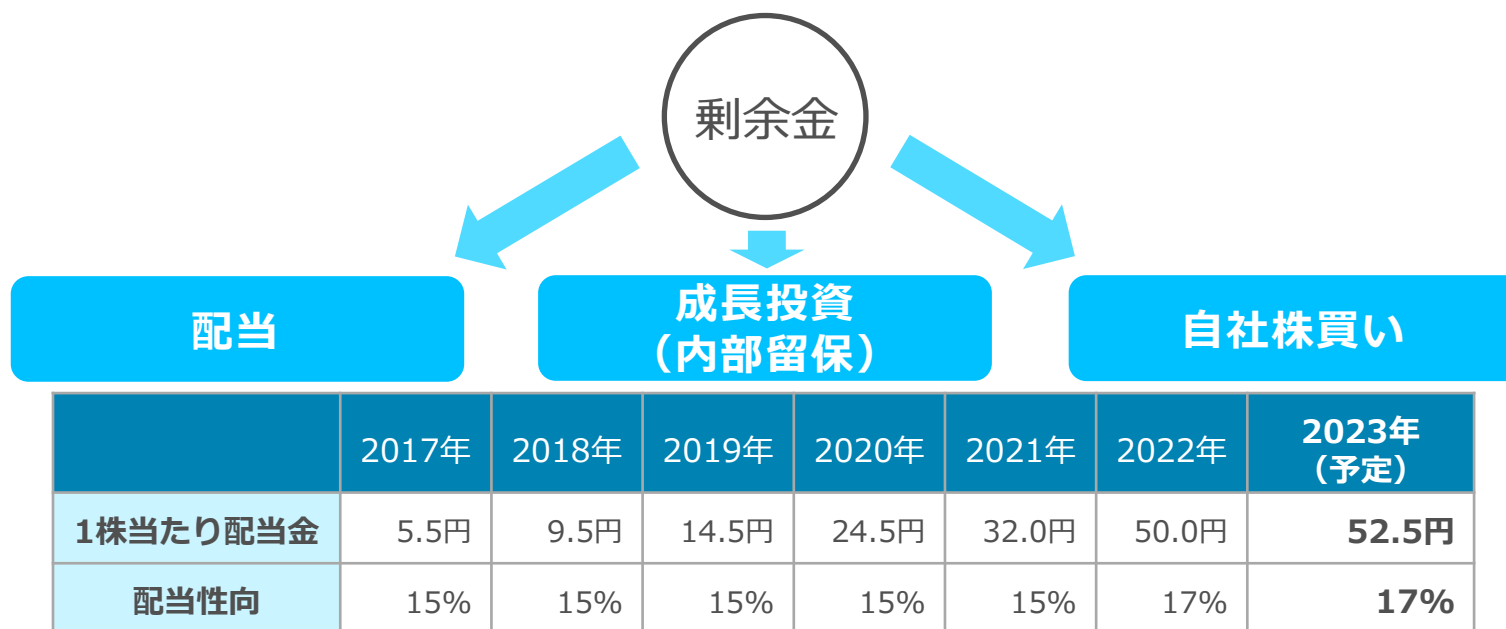 剰余金
配当
成長投資
（内部留保）
自社株買い
2017年 2018年 2019年 2020年 2021年 2022年 2023年
（予定）
1株当たり配当金 5.5円 9.5円 14.5円 24.5円 32.0円 50.0円 52.5円
配当性向 15% 15% 15% 15% 15% 17% 17%